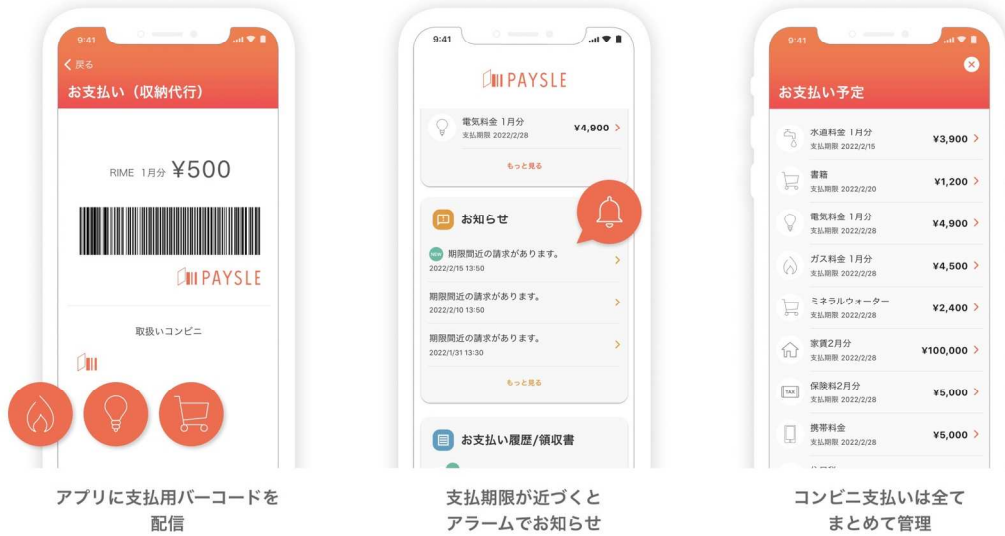 9:41
戻る
お支払い（収納代行）
RIME 1月分 ¥500
PAYSLE
取扱いコンビニ
アプリに支払用バーコードを
配信
9:41
PAYSLE
電気料金 1月分
支払期限 2022/2/28
¥4,900
もっと見る
お知らせ
NEW 期限間近の請求があります。
2022/2/15 13:50
期限間近の請求があります。
2022/2/10 13:50
期限間近の請求があります。
2022/1/31 13:30
もっと見る
お支払い履歴/領収書
支払期限が近づくと
アラームでお知らせ
9:41
お支払い予定
水道料金 1月分
支払期限 2022/2/15
¥3,900
書籍
支払期限 2022/2/20
¥1,200
電気料金 1月分
支払期限 2022/2/28
¥4,900
ガス料金 1月分
支払期限 2022/2/28
¥4,500
ミネラルウォーター
支払期限 2022/2/28
¥2,400
家賃2月分
支払期限 2022/2/28
¥100,000
TAX
保険料2月分
支払期限 2022/2/28
¥5,000
携帯料金
支払期限 2022/2/28
¥5,000
コンビニ支払いは全て
まとめて管理